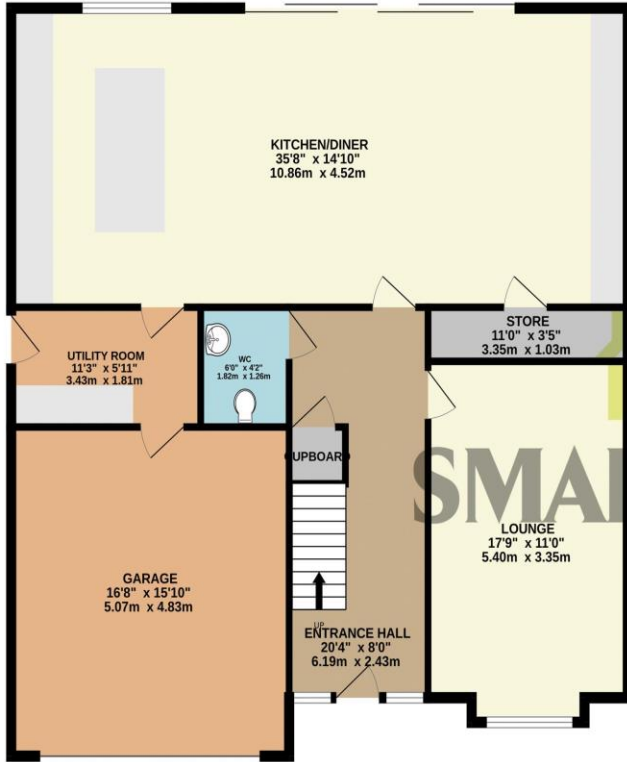 KITCHEN/DINER
35'8" x 14'10"
10.86m x 4.52m
STORE
11'0" x 3'5"
3.35m x 1.03m
UTILITY ROOM
11'3" x 5'11"
3.43m x 1.81m
WC
6'0" x 4'2"
1.82m x 1.26m
CUPBOARD
SMAR
LOUNGE
17'9" x 11'0"
5.40m x 3.35m
GARAGE
16'8" x 15'10"
5.07m x 4.83m
UP
ENTRANCE HALL
20'4" x 8'0"
6.19m x 2.43m